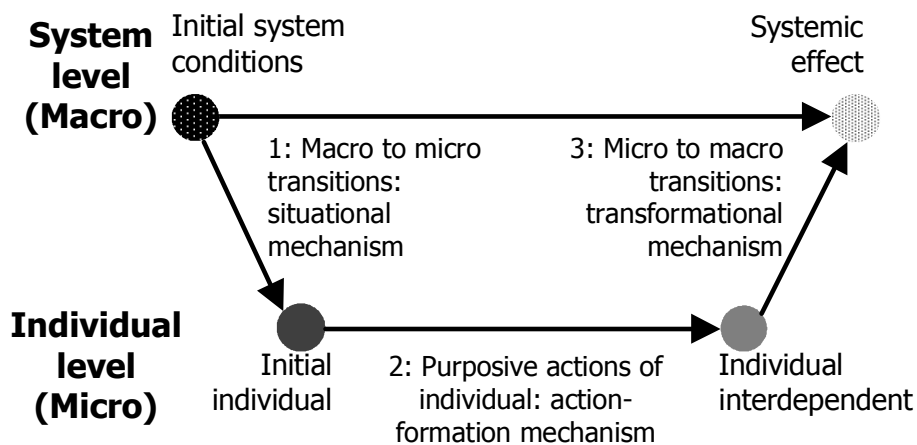 System
level
(Macro)
Initial system
conditions
Systemic
effect
1: Macro to micro
transitions:
situational
mechanism
3: Micro to macro
transitions:
transformational
mechanism
Individual
level
(Micro)
Initial
individual
2: Purposive actions of
individual: action-
formation mechanism
Individual
interdependent